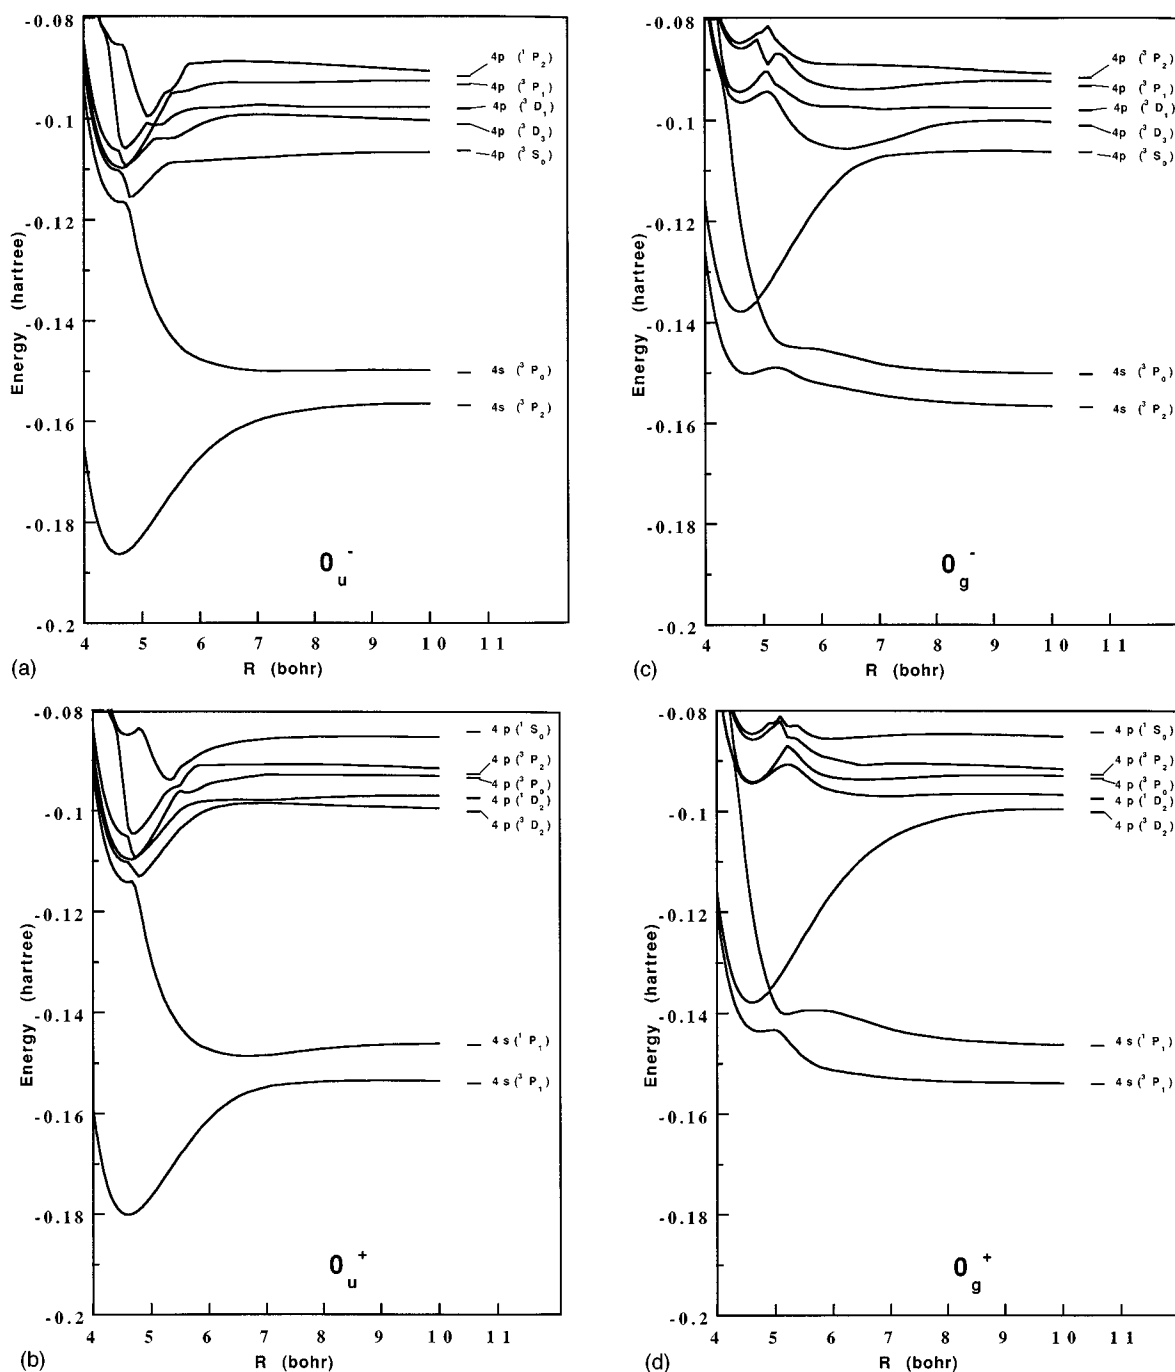 -0.08
-0.1
-0.12
-0.14
-0.16
-0.18
-0.2
Energy (hartree)
4p (¹P₂)
4p (³P₁)
4p (³D₁)
4p (³D₃)
4p (³S₀)
4s (³P₀)
4s (³P₂)
0u-
4 5 6 7 8 9 10 11
R (bohr)
(a)
-0.08
-0.1
-0.12
-0.14
-0.16
-0.18
-0.2
Energy (hartree)
4p (³P₂)
4p (³P₁)
4p (³D₁)
4p (³D₃)
4p (³S₀)
4s (³P₀)
4s (³P₂)
0g-
4 5 6 7 8 9 10 11
R (bohr)
(c)
-0.08
-0.1
-0.12
-0.14
-0.16
-0.18
-0.2
Energy (hartree)
4p(¹S₀)
4p(³P₂)
4p(³P₀)
4p(¹D₂)
4p(³D₂)
4s(¹P₁)
4s(³P₁)
0u+
4 5 6 7 8 9 10 11
R (bohr)
(b)
-0.08
-0.1
-0.12
-0.14
-0.16
-0.18
-0.2
Energy (hartree)
4p(¹S₀)
4p(³P₂)
4p(³P₀)
4p(¹D₂)
4p(³D₂)
4s(¹P₁)
4s(³P₁)
0g+
4 5 6 7 8 9 10 11
R (bohr)
(d)